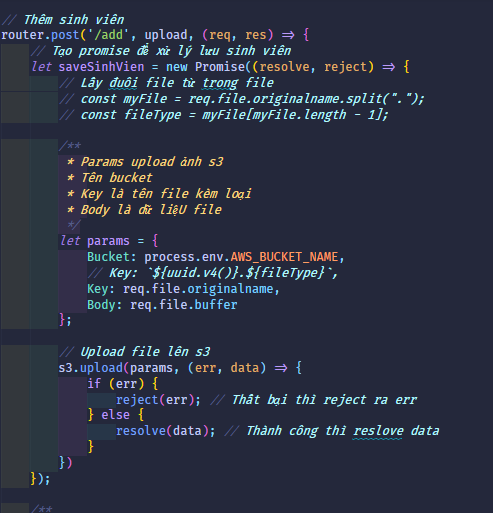 // Thêm sinh viên
router.post('/add', upload, (req, res) => {
// Tạo promise để xử lý lưu sinh viên
let saveSinhVien = new Promise((resolve, reject) => {
// Lấy đuôi file từ trong file
// const myFile = req.file.originalname.split(".");
// const fileType = myFile[myFile.length - 1];
/**
* Params upload ảnh s3
* Tên bucket
* Key là tên file kèm loại
* Body là dữ liệU file
*/
let params = {
Bucket: process.env.AWS_BUCKET_NAME,
// Key: `${uuid.v4()}.${fileType}`,
Key: req.file.originalname,
Body: req.file.buffer
};
// Upload file lên s3
s3.upload(params, (err, data) => {
if (err) {
reject(err); // Thất bại thì reject ra err
} else {
resolve(data); // Thành công thì reslove data
}
})
});
/**